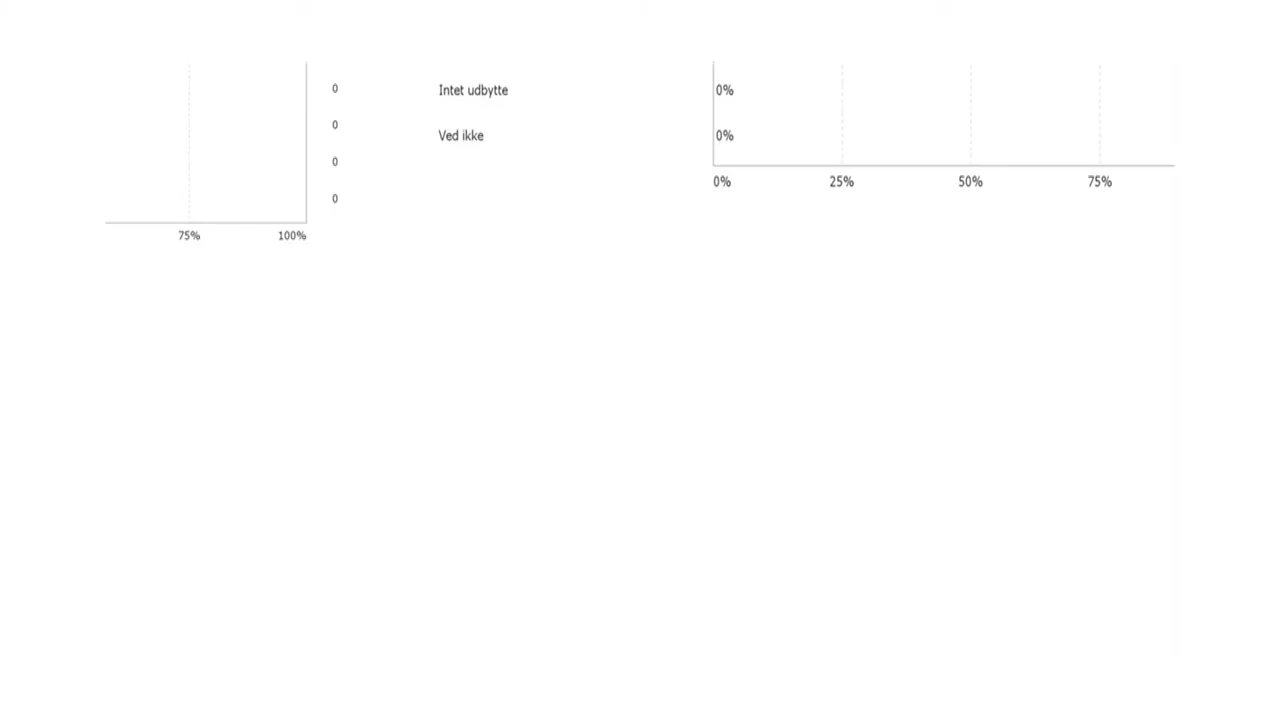 0
0
0
0
75% 100%
Intet udbytte 0%
Ved ikke 0%
0% 25% 50% 75%